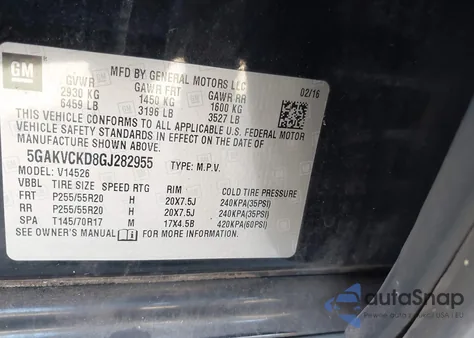 GM
MFD BY GENERAL MOTORS LLC
02/16
GVWR GAWR FRT GAWR RR
2930 KG 1450 KG 1600 KG
6459 LB 3196 LB 3527 LB
THIS VEHICLE CONFORMS TO ALL APPLICABLE U.S. FEDERAL MOTOR
VEHICLE SAFETY STANDARDS IN EFFECT ON THE DATE OF
MANUFACTURE SHOWN ABOVE.
5GAKVCKD8GJ282955 TYPE: M.P.V.
MODEL: V14526
VBBL TIRE SIZE SPEED RTG RIM COLD TIRE PRESSURE
FRT P255/55R20 H 20X7.5J 240KPA(35PSI)
RR P255/55R20 H 20X7.5J 240KPA(35PSI)
SPA T145/70R17 M 17X4.5B 420KPA(60PSI)
SEE OWNER'S MANUAL FOR MORE INFORMATION.
autoSnap